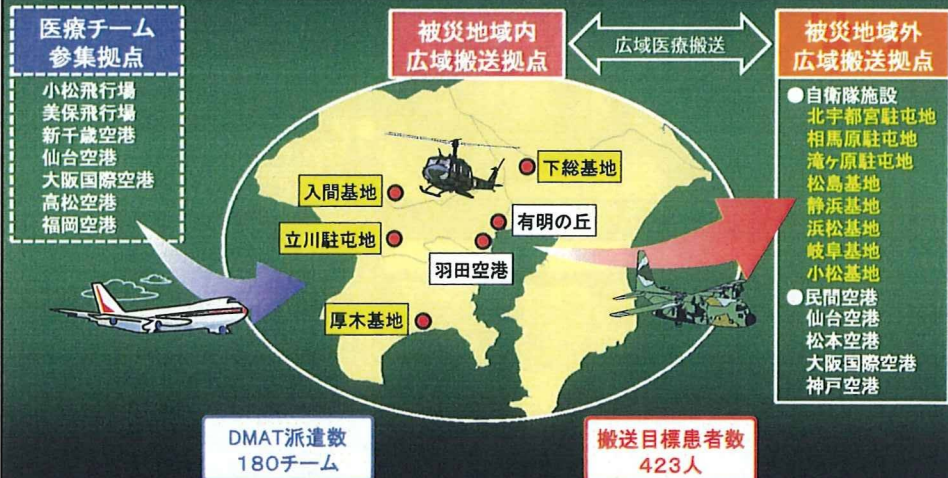 医療チーム
参集拠点
小松飛行場
美保飛行場
新千歳空港
仙台空港
大阪国際空港
高松空港
福岡空港
被災地域内
広域搬送拠点
広域医療搬送
被災地域外
広域搬送拠点
●自衛隊施設
北宇都宮駐屯地
相馬原駐屯地
滝ヶ原駐屯地
松島基地
静浜基地
浜松基地
岐阜基地
小松基地
●民間空港
仙台空港
松本空港
大阪国際空港
神戸空港
下総基地
入間基地
有明の丘
立川駐屯地
羽田空港
厚木基地
DMAT派遣数
180チーム
搬送目標患者数
423人